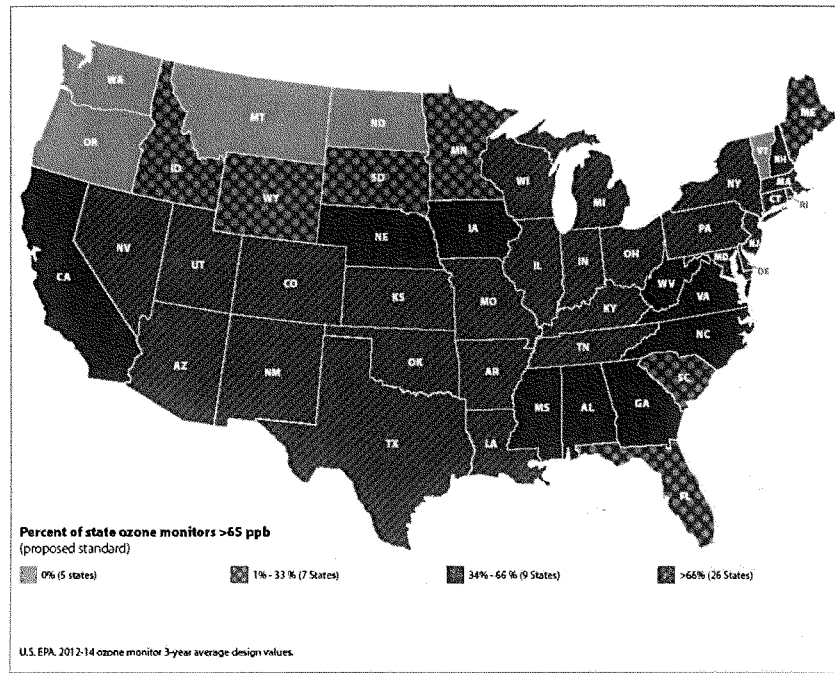 WA
MT
ND
OR
ID
MN
WY
SD
WI
MI
NY
VT
NH
ME
MA
CT
RI
NV
UT
CO
NE
IA
IL
IN
OH
PA
NJ
MD
DE
CA
KS
MO
KY
WV
VA
AZ
NM
OK
AR
TN
NC
SC
TX
LA
MS
AL
GA
FL
Percent of state ozone monitors >65 ppb
(proposed standard)
0% (5 states)
1% - 33 % (7 States)
34% - 66 % (9 States)
>66% (26 States)
U.S. EPA. 2012-14 ozone monitor 3-year average design values.